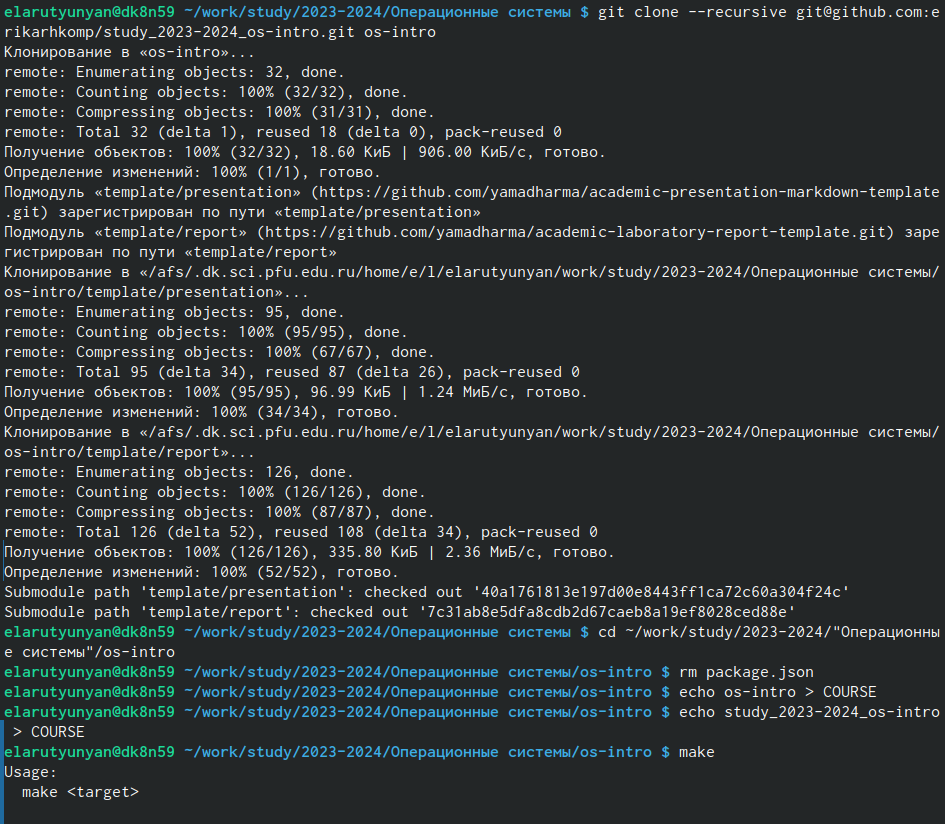 elarutyunyan@dk8n59 ~/work/study/2023-2024/Операционные системы $ git clone --recursive git@github.com:e
rikarhkomp/study_2023-2024_os-intro.git os-intro
Клонирование в «os-intro»...
remote: Enumerating objects: 32, done.
remote: Counting objects: 100% (32/32), done.
remote: Compressing objects: 100% (31/31), done.
remote: Total 32 (delta 1), reused 18 (delta 0), pack-reused 0
Получение объектов: 100% (32/32), 18.60 КиБ | 906.00 КиБ/с, готово.
Определение изменений: 100% (1/1), готово.
Подмодуль «template/presentation» (https://github.com/yamadharma/academic-presentation-markdown-template
.git) зарегистрирован по пути «template/presentation»
Подмодуль «template/report» (https://github.com/yamadharma/academic-laboratory-report-template.git) заре
гистрирован по пути «template/report»
Клонирование в «/afs/.dk.sci.pfu.edu.ru/home/e/l/elarutyunyan/work/study/2023-2024/Операционные системы/
os-intro/template/presentation»...
remote: Enumerating objects: 95, done.
remote: Counting objects: 100% (95/95), done.
remote: Compressing objects: 100% (67/67), done.
remote: Total 95 (delta 34), reused 87 (delta 26), pack-reused 0
Получение объектов: 100% (95/95), 96.99 КиБ | 1.24 МиБ/с, готово.
Определение изменений: 100% (34/34), готово.
Клонирование в «/afs/.dk.sci.pfu.edu.ru/home/e/l/elarutyunyan/work/study/2023-2024/Операционные системы/
os-intro/template/report»...
remote: Enumerating objects: 126, done.
remote: Counting objects: 100% (126/126), done.
remote: Compressing objects: 100% (87/87), done.
remote: Total 126 (delta 52), reused 108 (delta 34), pack-reused 0
Получение объектов: 100% (126/126), 335.80 КиБ | 2.36 МиБ/с, готово.
Определение изменений: 100% (52/52), готово.
Submodule path 'template/presentation': checked out '40a1761813e197d00e8443ff1ca72c60a304f24c'
Submodule path 'template/report': checked out '7c31ab8e5dfa8cdb2d67caeb8a19ef8028ced88e'
elarutyunyan@dk8n59 ~/work/study/2023-2024/Операционные системы $ cd ~/work/study/2023-2024/"Операционны
е системы"/os-intro
elarutyunyan@dk8n59 ~/work/study/2023-2024/Операционные системы/os-intro $ rm package.json
elarutyunyan@dk8n59 ~/work/study/2023-2024/Операционные системы/os-intro $ echo os-intro > COURSE
elarutyunyan@dk8n59 ~/work/study/2023-2024/Операционные системы/os-intro $ echo study_2023-2024_os-intro
 > COURSE
elarutyunyan@dk8n59 ~/work/study/2023-2024/Операционные системы/os-intro $ make
Usage:
  make <target>